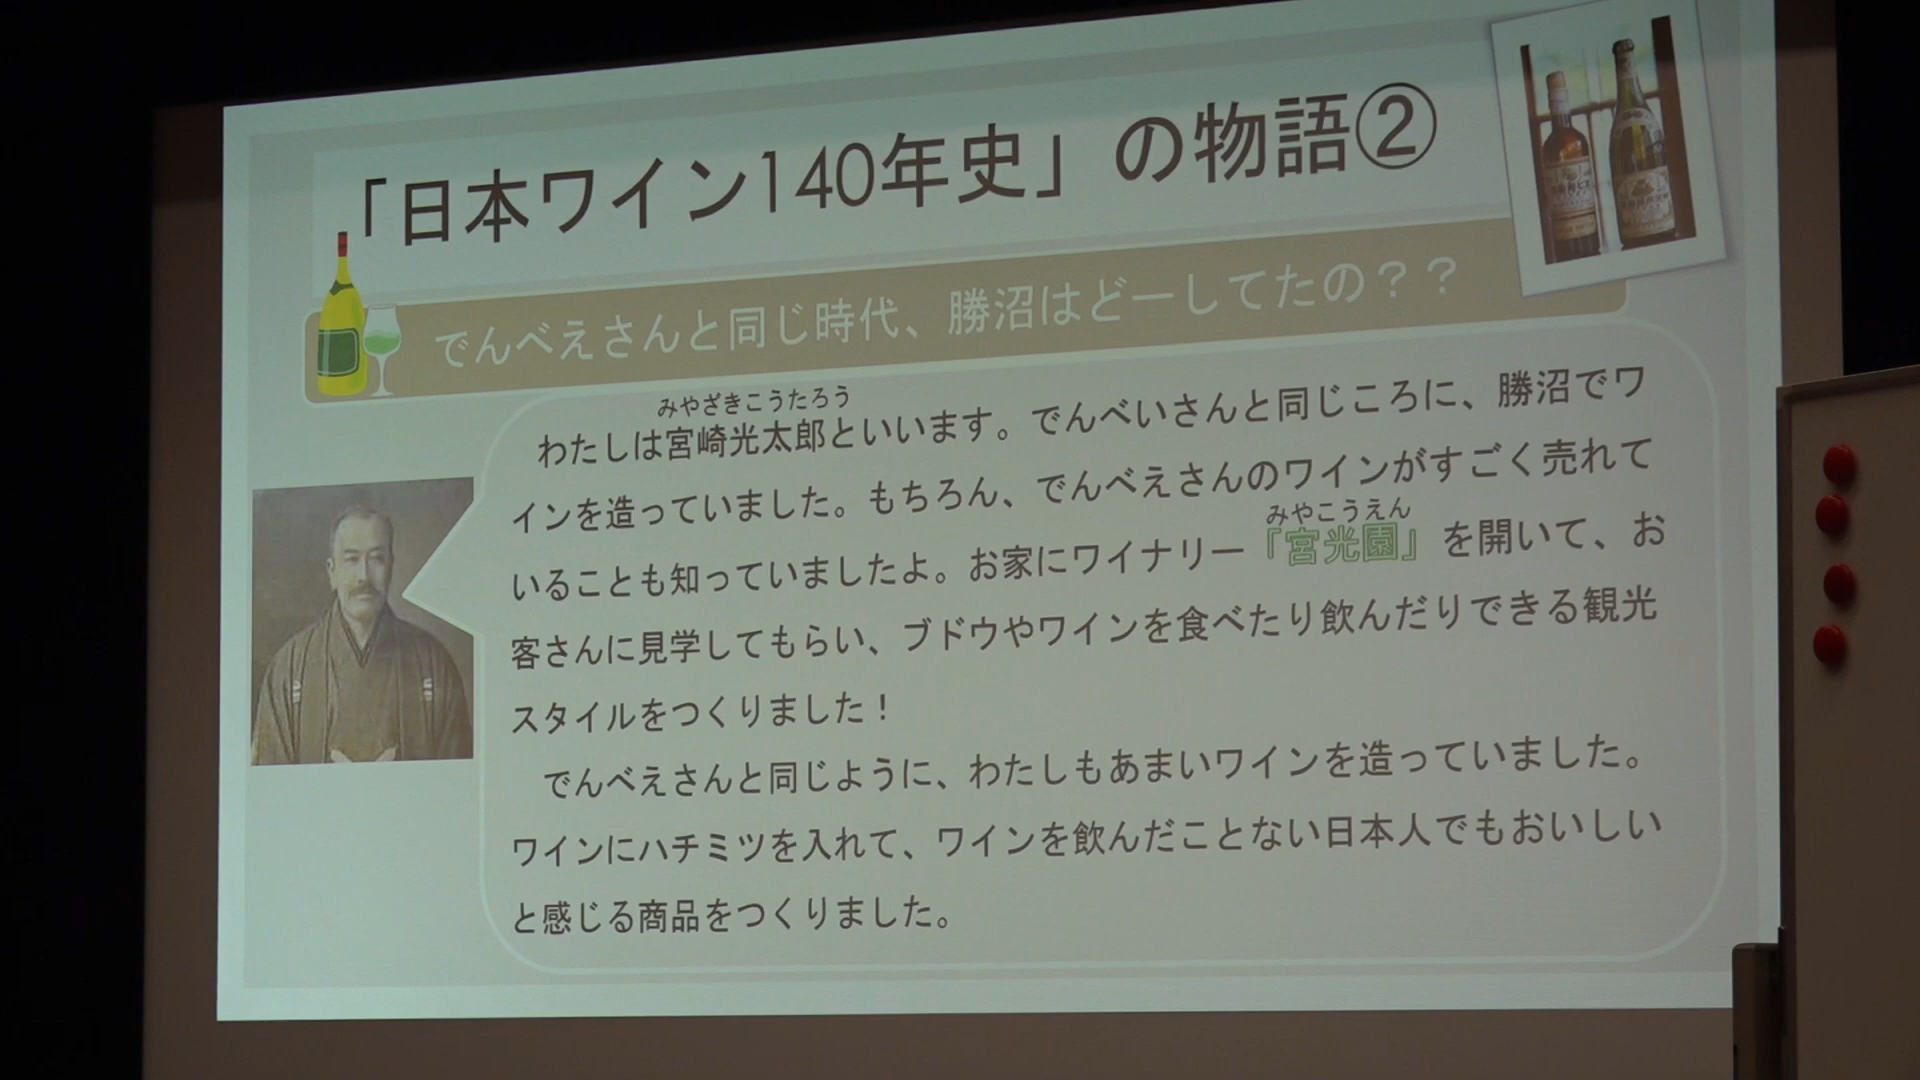 「日本ワイン140年史」の物語②
でんべえさんと同じ時代、勝沼はどーしてたの？？
みやざきこうたろう
わたしは宮崎光太郎といいます。でんべいさんと同じころに、勝沼でワ
インを造っていました。もちろん、でんべえさんのワインがすごく売れて
みやこうえん
いることも知っていましたよ。お家にワイナリー『宮光園』を開いて、お
客さんに見学してもらい、ブドウやワインを食べたり飲んだりできる観光
スタイルをつくりました！
でんべえさんと同じように、わたしもあまいワインを造っていました。
ワインにハチミツを入れて、ワインを飲んだことない日本人でもおいしい
と感じる商品をつくりました。